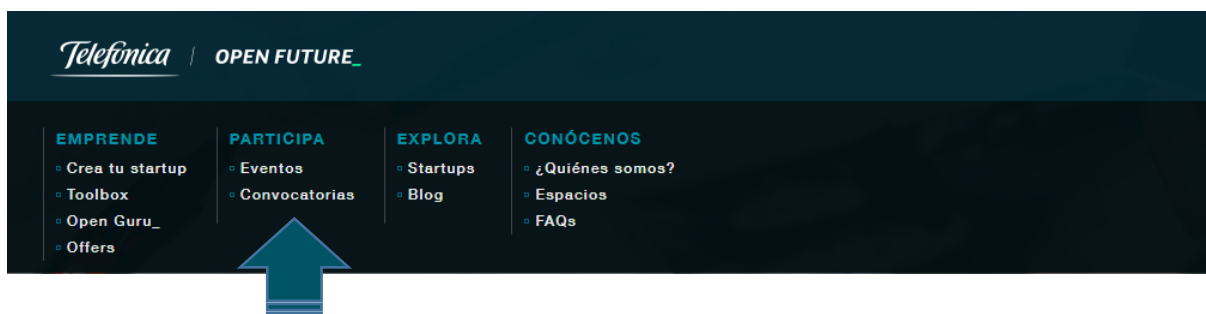 Telefónica | OPEN FUTURE_
EMPRENDE
Crea tu startup
Toolbox
Open Guru_
Offers
PARTICIPA
Eventos
Convocatorias
EXPLORA
Startups
Blog
CONÓCENOS
¿Quiénes somos?
Espacios
FAQs